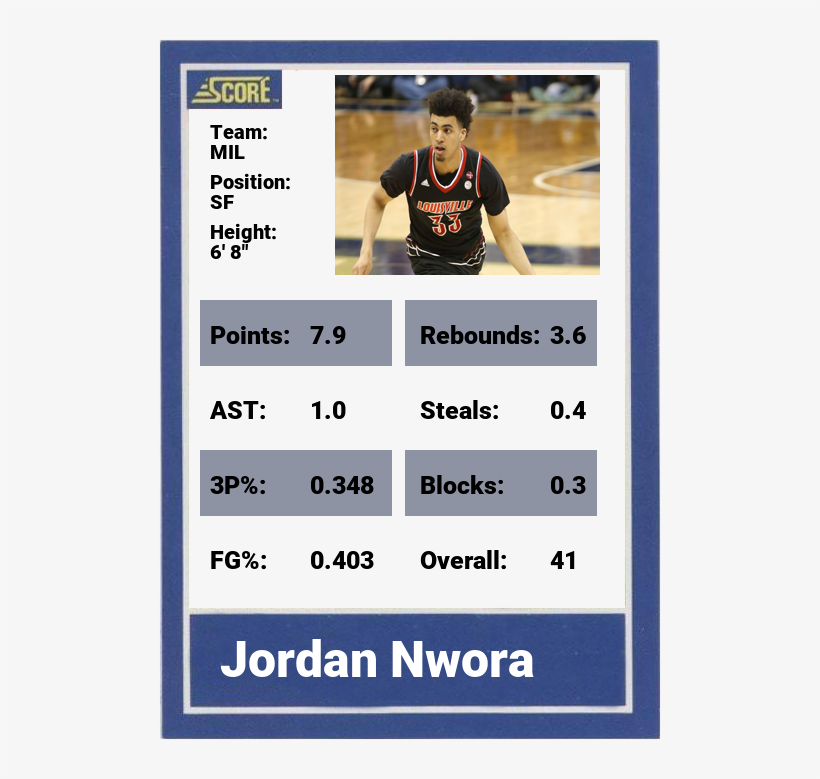 SCORE
Team:
MIL
Position:
SF
Height:
6' 8"
LOUISVILLE
33
Points: 7.9 Rebounds: 3.6
AST: 1.0 Steals: 0.4
3P%: 0.348 Blocks: 0.3
FG%: 0.403 Overall: 41
Jordan Nwora